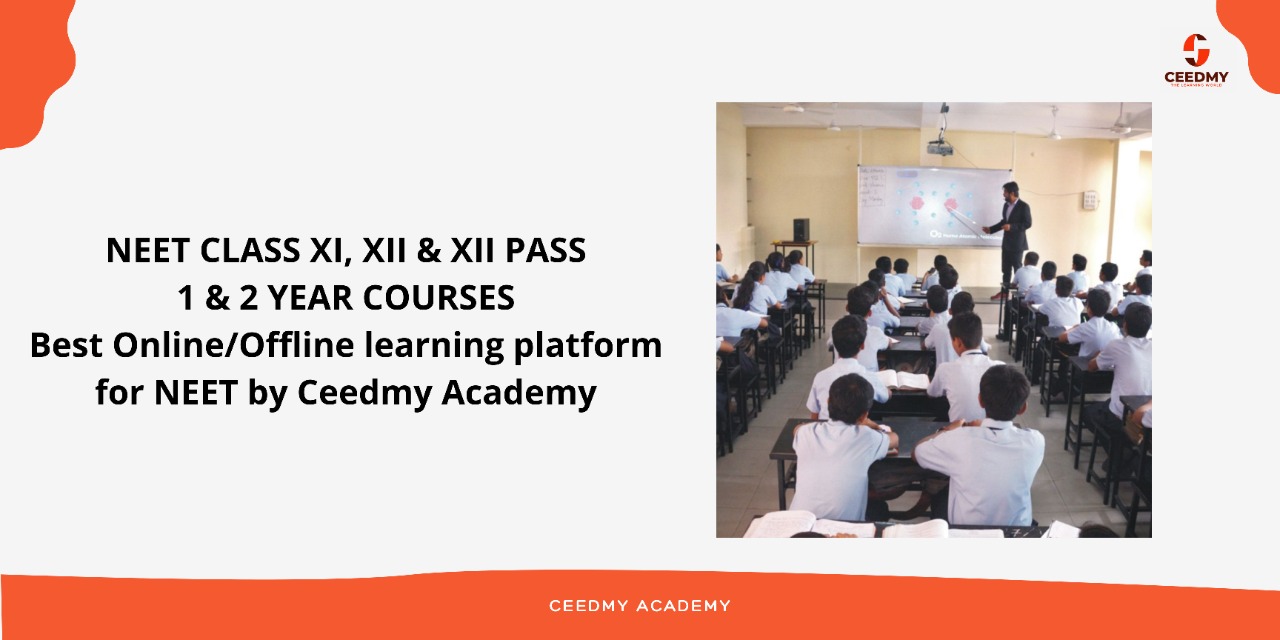 CEEDMY
THE LEARNING WORLD
NEET CLASS XI, XII & XII PASS
1 & 2 YEAR COURSES
Best Online/Offline learning platform
for NEET by Ceedmy Academy
CEEDMY ACADEMY